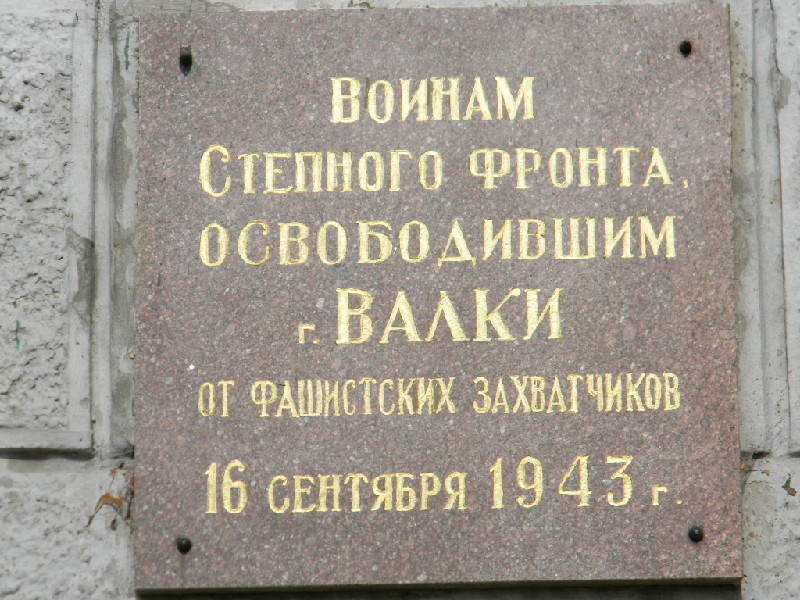 ВОИНАМ
СТЕПНОГО ФРОНТА,
ОСВОБОДИВШИМ
г. ВАЛКИ
ОТ ФАШИСТСКИХ ЗАХВАТЧИКОВ
16 СЕНТЯБРЯ 1943 г.